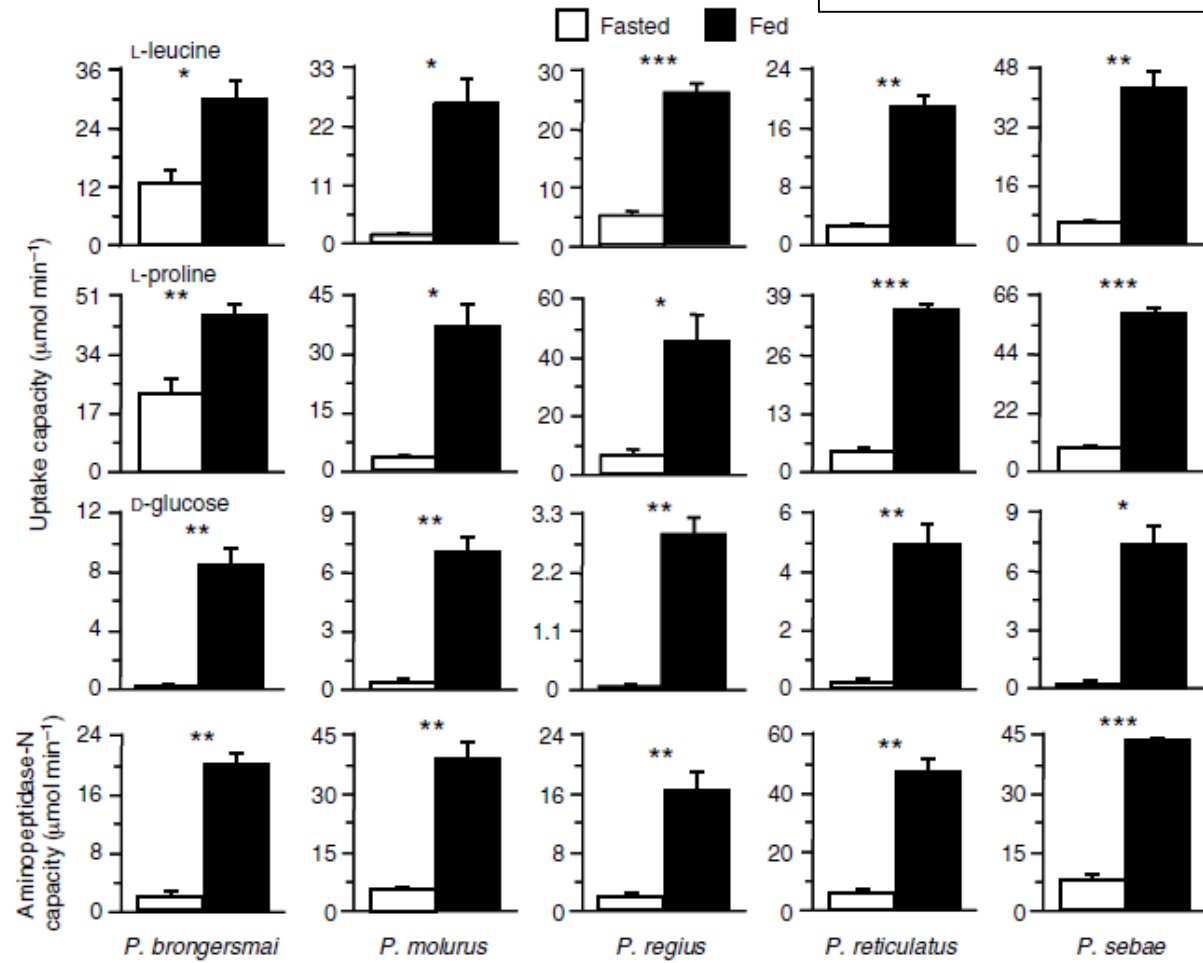 Fasted Fed
L-leucine
* * *** ** **
36 24 12 0
33 22 11 0
30 20 10 0
24 16 8 0
48 32 16 0
Uptake capacity (μmol min⁻¹)
L-proline
** * * *** ***
51 34 17 0
45 30 15 0
60 40 20 0
39 26 13 0
66 44 22 0
D-glucose
** ** ** ** *
12 8 4 0
9 6 3 0
3.3 2.2 1.1 0
6 4 2 0
9 6 3 0
Aminopeptidase-N
capacity (μmol min⁻¹)
** ** ** ** ***
24 16 8 0
45 30 15 0
24 16 8 0
60 40 20 0
45 30 15 0
P. brongersmai P. molurus P. regius P. reticulatus P. sebae